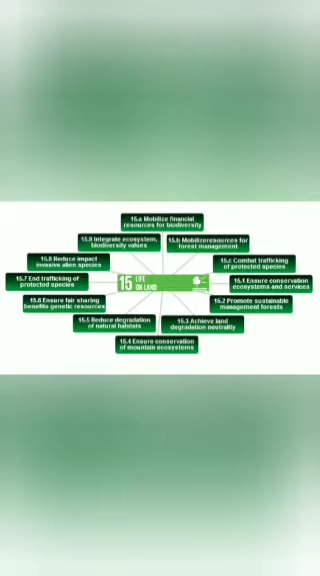 15.a Mobilize financial
resources for biodiversity
15.9 Integrate ecosystem,
biodiversity values
15.b Mobilizeresources for
forest management
15.8 Reduce impact
invasive alien species
15.c Combat trafficking
of protected species
15.7 End trafficking of
protected species
15 LIFE
ON LAND
15.1 Ensure conservation
ecosystems and services
15.6 Ensure fair sharing
benefits genetic resources
15.2 Promote sustainable
management forests
15.5 Reduce degradation
of natural habitats
15.3 Achieve land
degradation neutrality
15.4 Ensure conservation
of mountain ecosystems